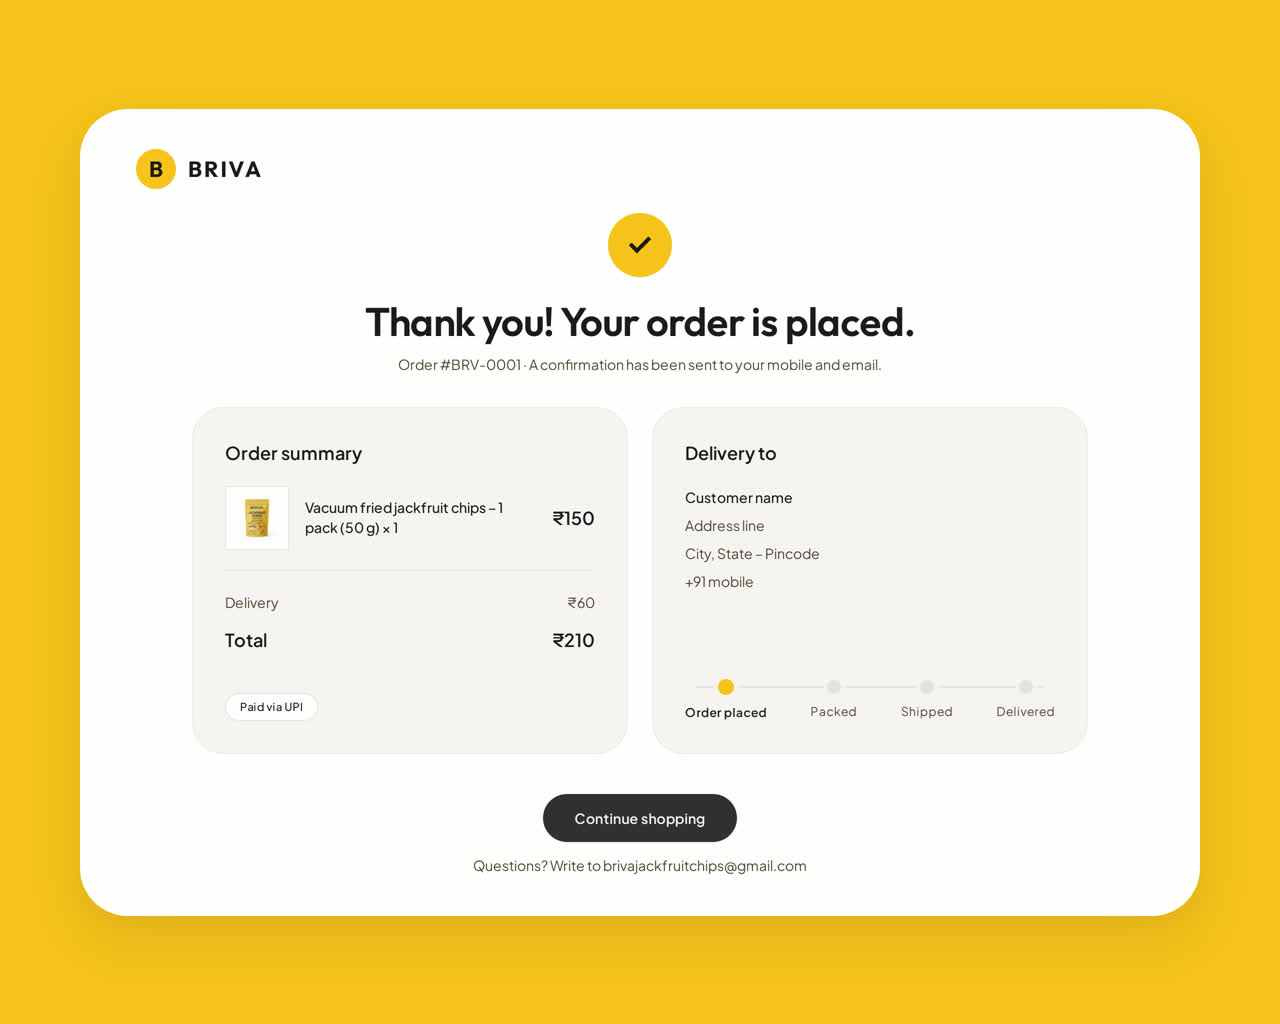 B BRIVA
Thank you! Your order is placed.
Order #BRV-0001 · A confirmation has been sent to your mobile and email.
Order summary
BRIVA
Vacuum fried jackfruit chips – 1
pack (50 g) × 1
₹150
Delivery ₹60
Total ₹210
Paid via UPI
Delivery to
Customer name
Address line
City, State – Pincode
+91 mobile
Order placed Packed Shipped Delivered
Continue shopping
Questions? Write to brivajackfruitchips@gmail.com